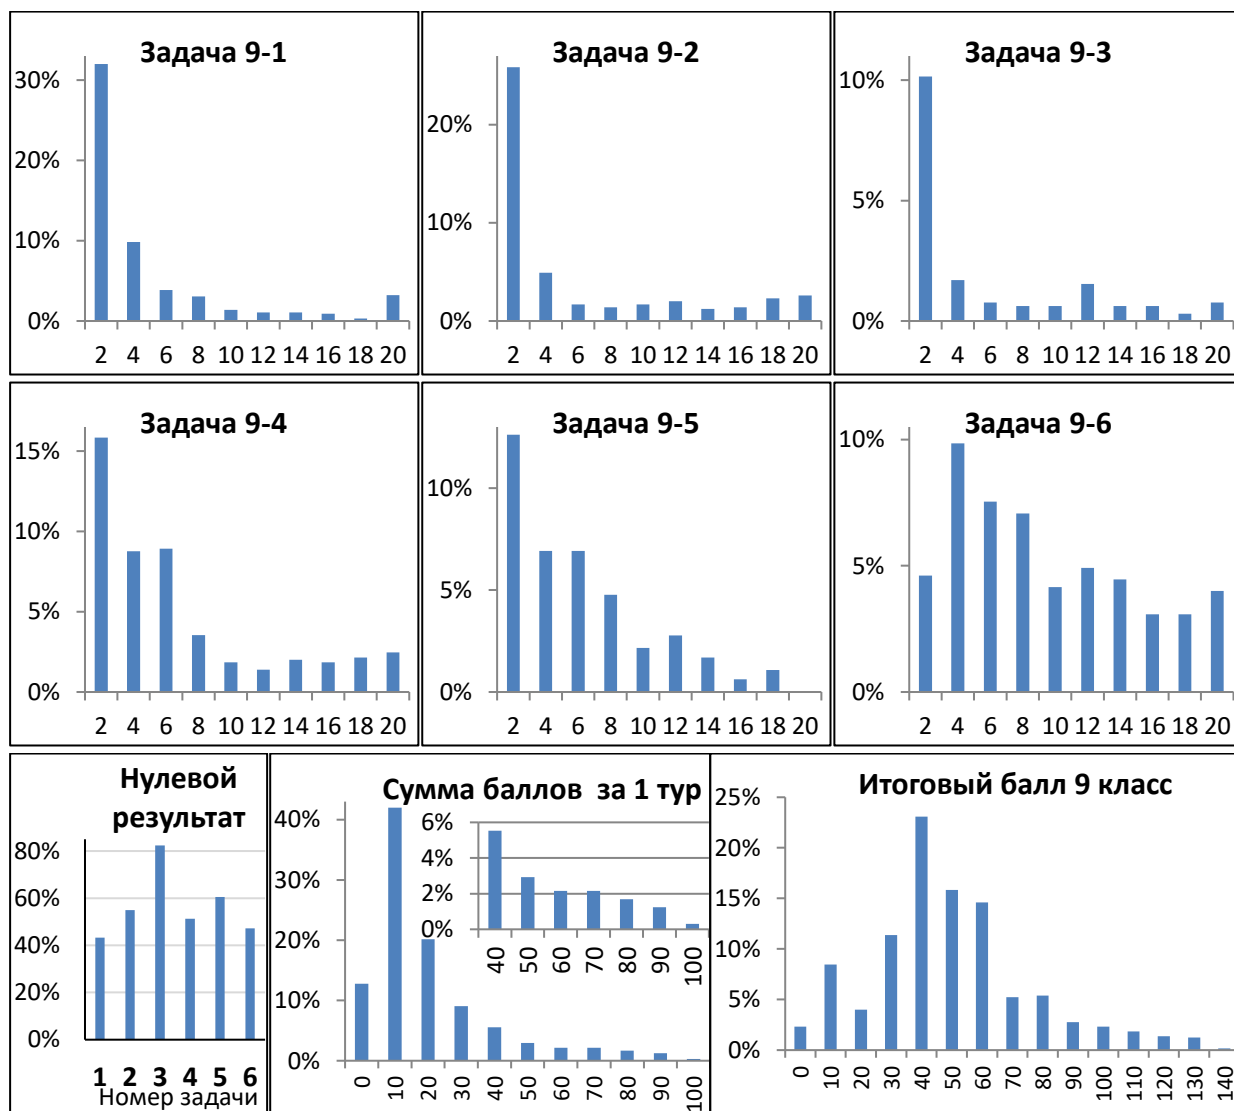 Задача 9-1
30%
20%
10%
0%
2 4 6 8 10 12 14 16 18 20
Задача 9-2
20%
10%
0%
2 4 6 8 10 12 14 16 18 20
Задача 9-3
10%
5%
0%
2 4 6 8 10 12 14 16 18 20
Задача 9-4
15%
10%
5%
0%
2 4 6 8 10 12 14 16 18 20
Задача 9-5
10%
5%
0%
2 4 6 8 10 12 14 16 18 20
Задача 9-6
10%
5%
0%
2 4 6 8 10 12 14 16 18 20
Нулевой
результат
80%
60%
40%
20%
0%
1 2 3 4 5 6
Номер задачи
Сумма баллов за 1 тур
40%
30%
20%
10%
0%
0 10 20 30 40 50 60 70 80 90 100
6%
4%
2%
0%
40 50 60 70 80 90 100
Итоговый балл 9 класс
25%
20%
15%
10%
5%
0%
0 10 20 30 40 50 60 70 80 90 100 110 120 130 140